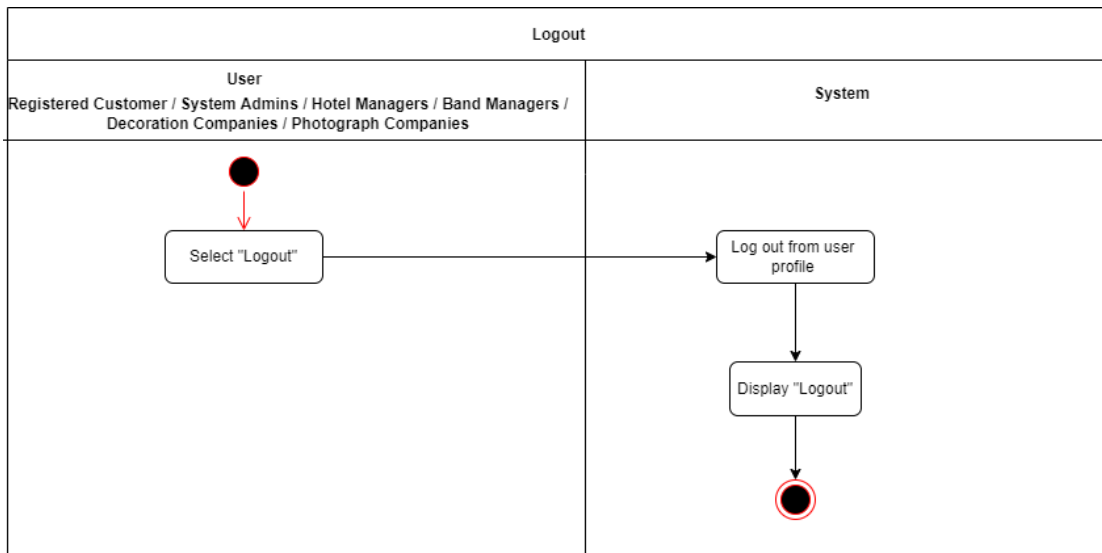 Logout
User
Registered Customer / System Admins / Hotel Managers / Band Managers /
Decoration Companies / Photograph Companies
System
Select "Logout"
Log out from user
profile
Display "Logout"